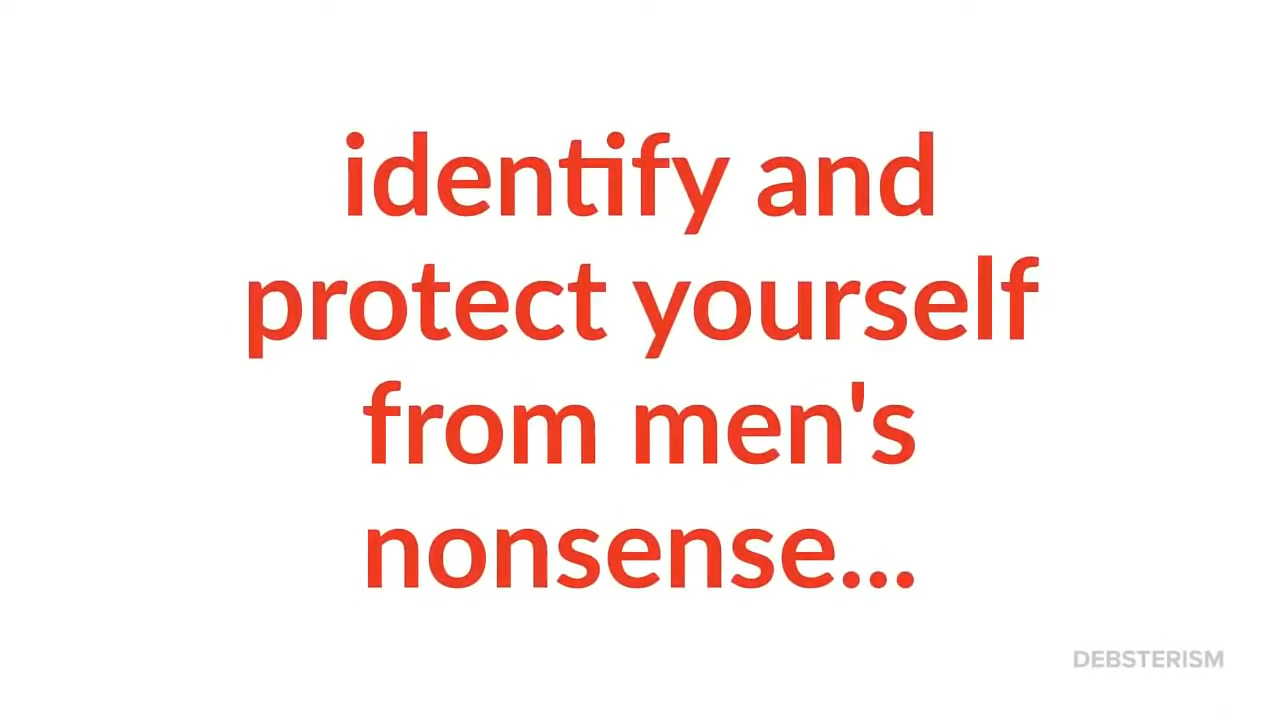 identify and
protect yourself
from men's
nonsense...
DEBSTERISM